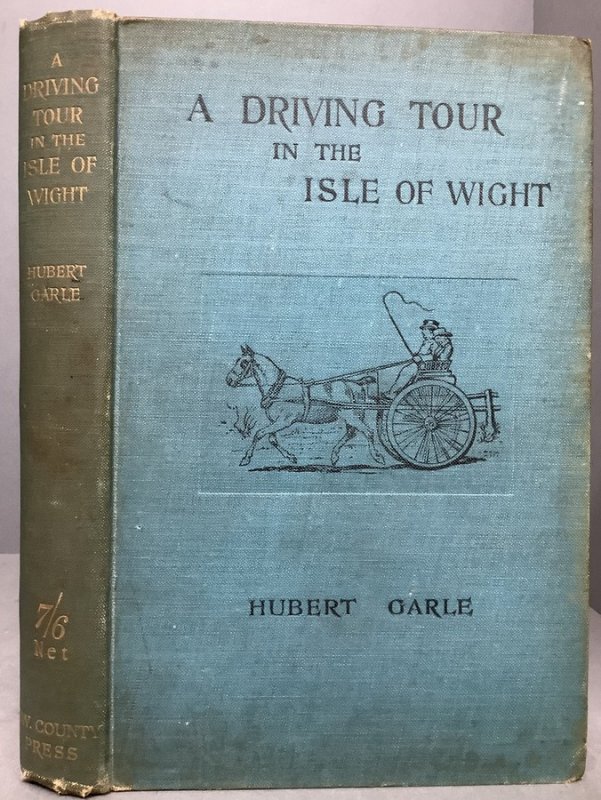 A
DRIVING
TOUR
IN THE
ISLE OF
WIGHT
HUBERT
GARLE
7/6
Net
I.W. COUNTY
PRESS
A DRIVING TOUR
IN THE
ISLE OF WIGHT
HUBERT GARLE